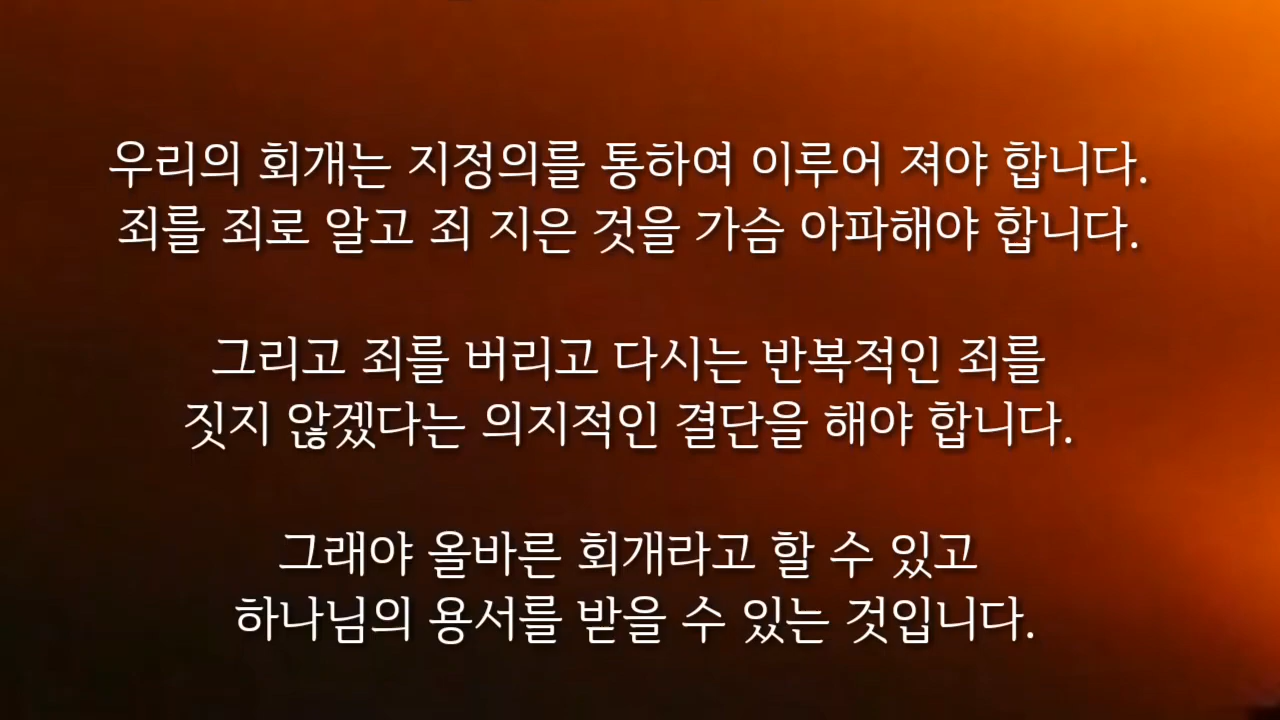 우리의 회개는 지정의를 통하여 이루어 져야 합니다.
죄를 죄로 알고 죄 지은 것을 가슴 아파해야 합니다.
그리고 죄를 버리고 다시는 반복적인 죄를
짓지 않겠다는 의지적인 결단을 해야 합니다.
그래야 올바른 회개라고 할 수 있고
하나님의 용서를 받을 수 있는 것입니다.